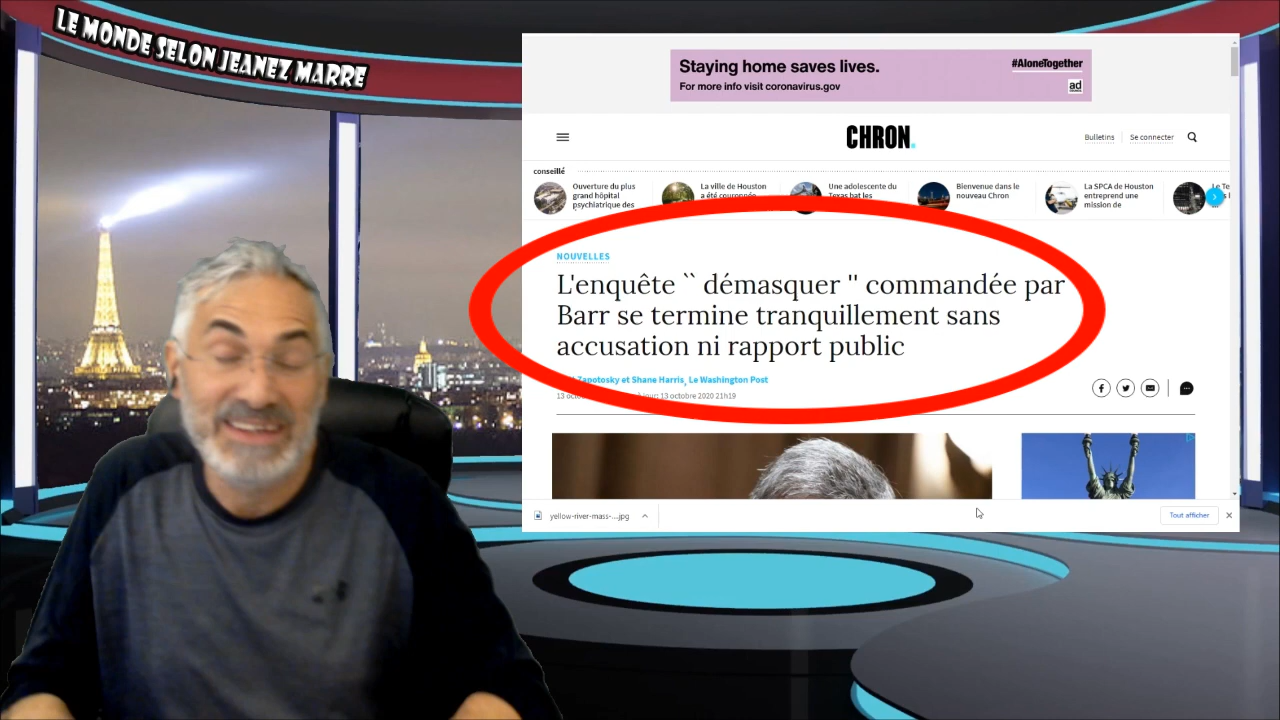 LE MONDE SELON JEANEZ MARRE
Staying home saves lives.
For more info visit coronavirus.gov
#AloneTogether
ad
CHRON.
Bulletins
Se connecter
conseillé
Ouverture du plus
grand hôpital
psychiatrique des
La ville de Houston
a été couronnée
Une adolescente du
Texas bat les
Bienvenue dans le
nouveau Chron
La SPCA de Houston
entreprend une
mission de
NOUVELLES
L'enquête `` démasquer '' commandée par
Barr se termine tranquillement sans
accusation ni rapport public
Zapotosky et Shane Harris, Le Washington Post
13 octobre 2020 21h19
yellow-river-mass-...jpg
Tout afficher